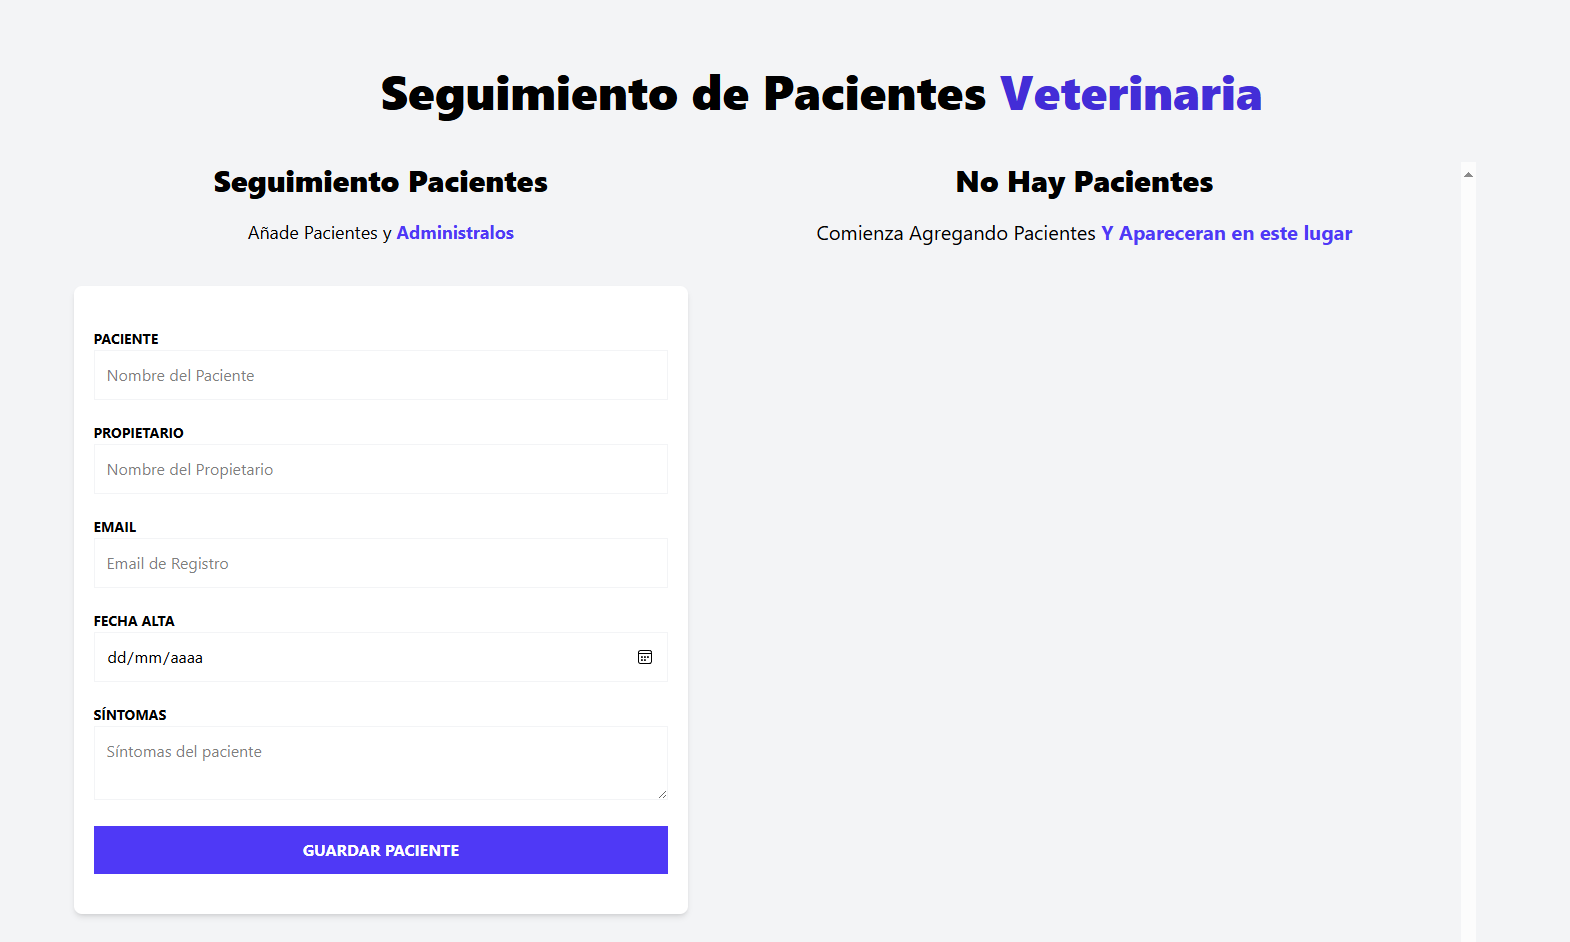 Seguimiento de Pacientes Veterinaria
Seguimiento Pacientes
Añade Pacientes y Administralos
PACIENTE
Nombre del Paciente
PROPIETARIO
Nombre del Propietario
EMAIL
Email de Registro
FECHA ALTA
dd/mm/aaaa
SÍNTOMAS
Síntomas del paciente
GUARDAR PACIENTE
No Hay Pacientes
Comienza Agregando Pacientes Y Apareceran en este lugar